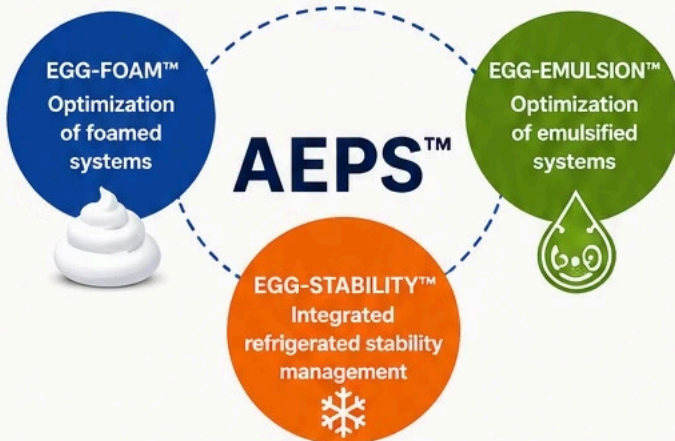 EGG-FOAM™
Optimization
of foamed
systems
AEPS™
EGG-EMULSION™
Optimization
of emulsified
systems
EGG-STABILITY™
Integrated
refrigerated stability
management